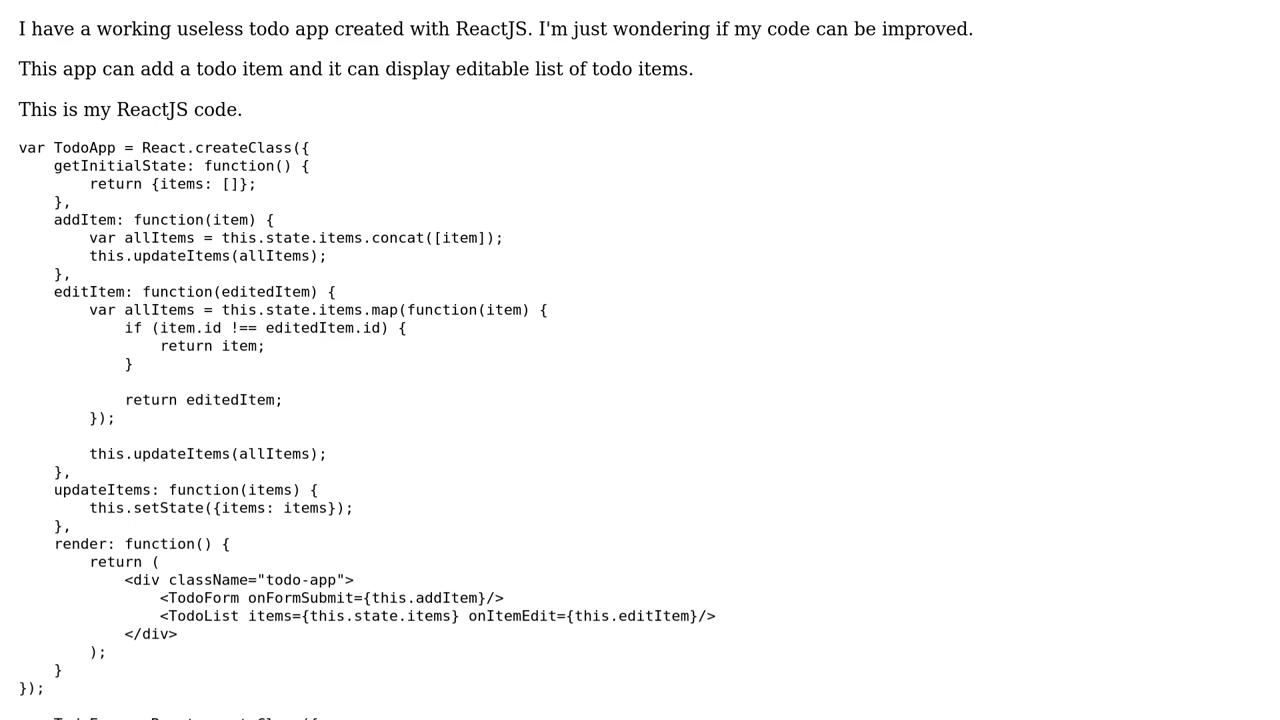 I have a working useless todo app created with ReactJS. I'm just wondering if my code can be improved.
This app can add a todo item and it can display editable list of todo items.
This is my ReactJS code.
var TodoApp = React.createClass({
    getInitialState: function() {
        return {items: []};
    },
    addItem: function(item) {
        var allItems = this.state.items.concat([item]);
        this.updateItems(allItems);
    },
    editItem: function(editedItem) {
        var allItems = this.state.items.map(function(item) {
            if (item.id !== editedItem.id) {
                return item;
            }

            return editedItem;
        });

        this.updateItems(allItems);
    },
    updateItems: function(items) {
        this.setState({items: items});
    },
    render: function() {
        return (
            <div className="todo-app">
                <TodoForm onFormSubmit={this.addItem}/>
                <TodoList items={this.state.items} onItemEdit={this.editItem}/>
            </div>
        );
    }
});